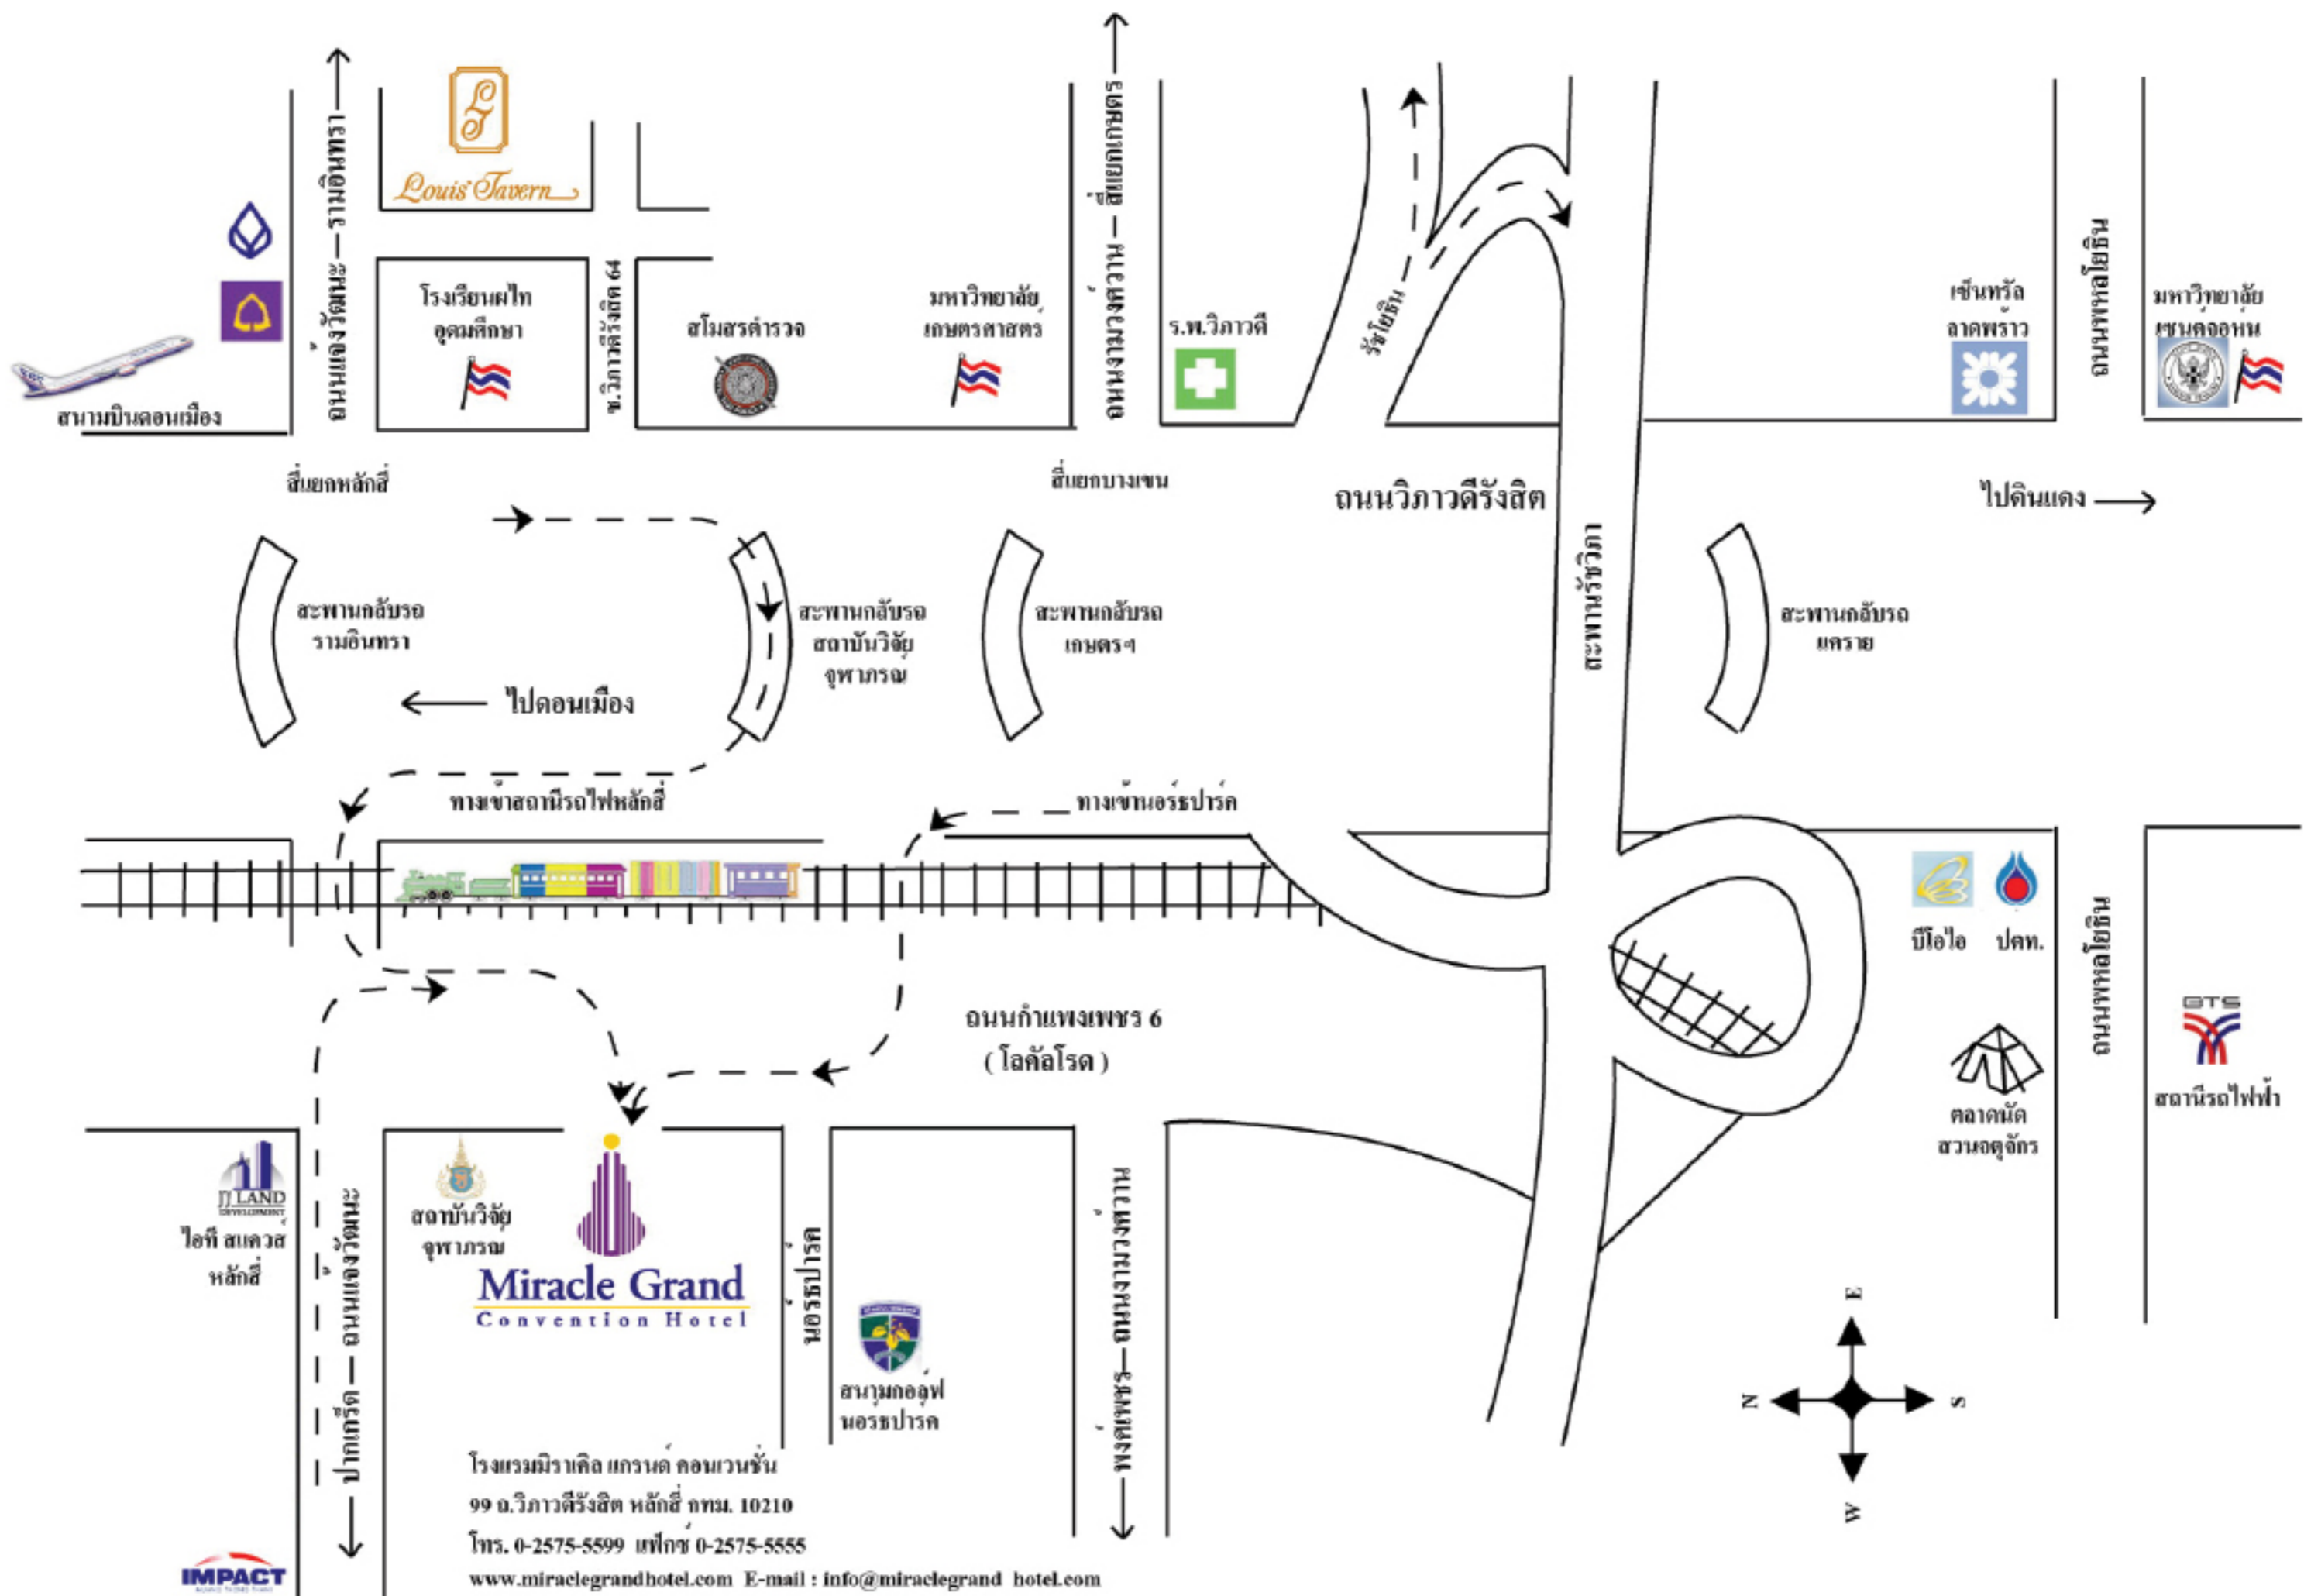 Louis' Tavern
ถนนแจ้งวัฒนะ — รามอินทรา
โรงเรียนผไท
อุดมศึกษา
ซ.วิภาวดีรังสิต 64
สโมสรตำรวจ
มหาวิทยาลัย
เกษตรศาสตร์
ถนนงามวงศ์วาน — สี่แยกเกษตร
ร.พ.วิภาวดี
รัชโยธิน
เซ็นทรัล
ลาดพร้าว
ถนนพหลโยธิน
มหาวิทยาลัย
เซนต์จอห์น
สนามบินดอนเมือง
สี่แยกหลักสี่
สี่แยกบางเขน
ถนนวิภาวดีรังสิต
ไปดินแดง
สะพานกลับรถ
รามอินทรา
สะพานกลับรถ
สถาบันวิจัย
จุฬาภรณ์
สะพานกลับรถ
เกษตรฯ
สะพานรัชวิภา
สะพานกลับรถ
แคราย
ไปดอนเมือง
ทางเข้าสถานีรถไฟหลักสี่
ทางเข้านอร์ธปาร์ค
บีโอไอ
ปตท.
ถนนพหลโยธิน
BTS
สถานีรถไฟฟ้า
ตลาดนัด
สวนจตุจักร
ถนนกำแพงเพชร 6
( โลคัลโรด )
JJ LAND
DEVELOPMENT
ไอที สแควส์
หลักสี่
ปากเกร็ด — ถนนแจ้งวัฒนะ
สถาบันวิจัย
จุฬาภรณ์
Miracle Grand
Convention Hotel
นอร์ธปาร์ค
สนามกอล์ฟ
นอร์ธปาร์ค
พงษ์เพชร — ถนนงามวงศ์วาน
E
N
S
W
โรงแรมมิราเคิล แกรนด์ คอนเวนชั่น
99 ถ.วิภาวดีรังสิต หลักสี่ กทม. 10210
โทร. 0-2575-5599 แฟ็กซ์ 0-2575-5555
www.miraclegrandhotel.com E-mail : info@miraclegrand hotel.com
IMPACT